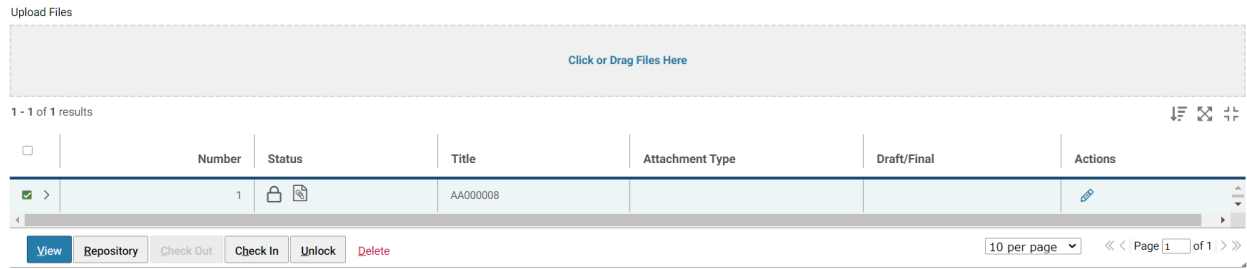 Upload Files
Click or Drag Files Here
1 - 1 of 1 results
Number Status Title Attachment Type Draft/Final Actions
1 AA000008
View Repository Check Out Check In Unlock Delete 10 per page Page 1 of 1